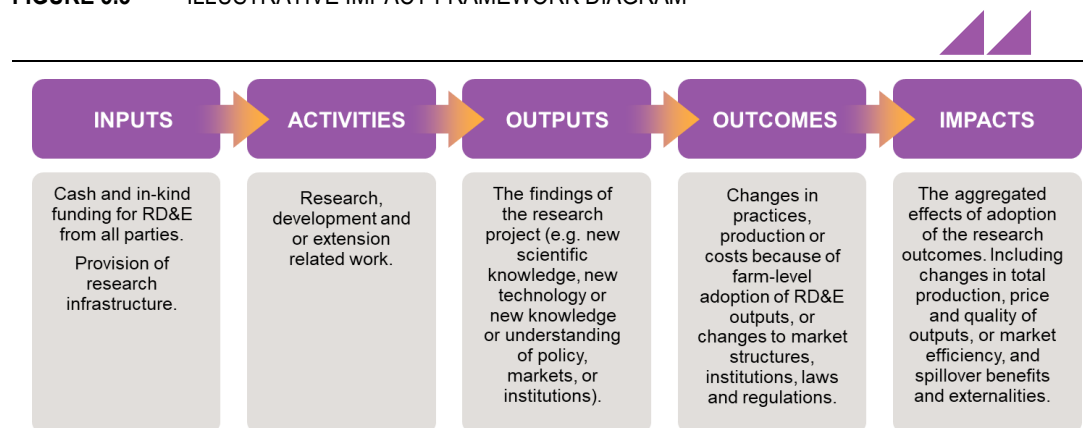 INPUTS
ACTIVITIES
OUTPUTS
OUTCOMES
IMPACTS
Cash and in-kind
funding for RD&E
from all parties.
Provision of
research
infrastructure.
Research,
development and
or extension
related work.
The findings of
the research
project (e.g. new
scientific
knowledge, new
technology or
new knowledge
or understanding
of policy,
markets, or
institutions).
Changes in
practices,
production or
costs because of
farm-level
adoption of RD&E
outputs, or
changes to market
structures,
institutions, laws
and regulations.
The aggregated
effects of adoption
of the research
outcomes. Including
changes in total
production, price
and quality of
outputs, or market
efficiency, and
spillover benefits
and externalities.